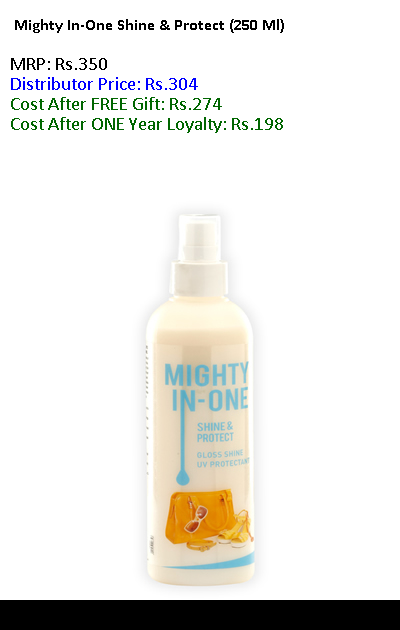 Mighty In-One Shine & Protect (250 Ml)
MRP: Rs.350
Distributor Price: Rs.304
Cost After FREE Gift: Rs.274
Cost After ONE Year Loyalty: Rs.198
MIGHTY
IN-ONE
SHINE &
PROTECT
GLOSS SHINE
UV PROTECTANT